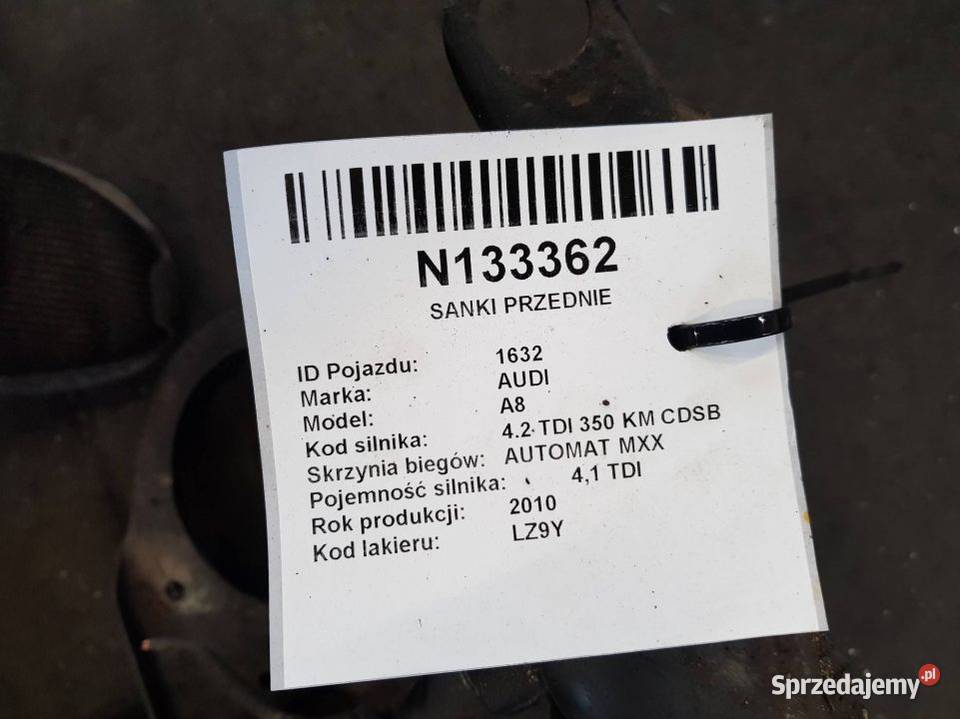 N133362
SANKI PRZEDNIE
ID Pojazdu: 1632
Marka: AUDI
Model: A8
Kod silnika: 4.2 TDI 350 KM CDSB
Skrzynia biegów: AUTOMAT MXX
Pojemność silnika: 4,1 TDI
Rok produkcji: 2010
Kod lakieru: LZ9Y
Sprzedajemy.pl